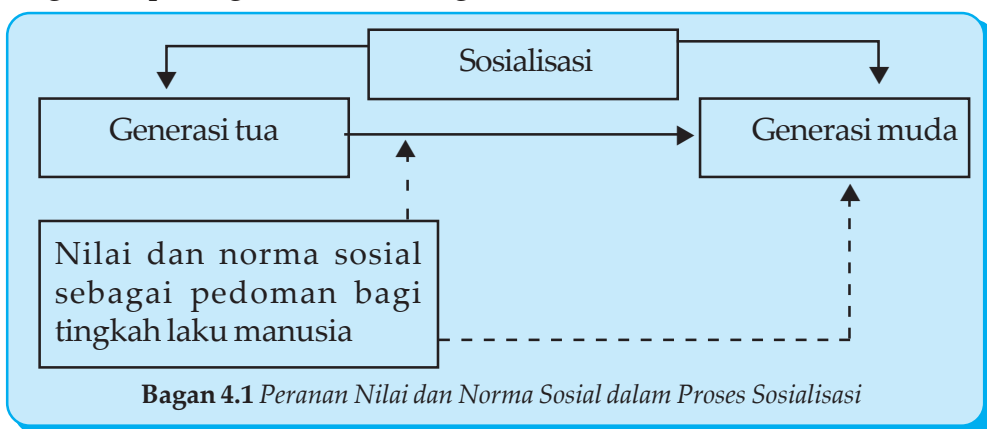 Sosialisasi
Generasi tua
Generasi muda
Nilai dan norma sosial
sebagai pedoman bagi
tingkah laku manusia
Bagan 4.1 Peranan Nilai dan Norma Sosial dalam Proses Sosialisasi